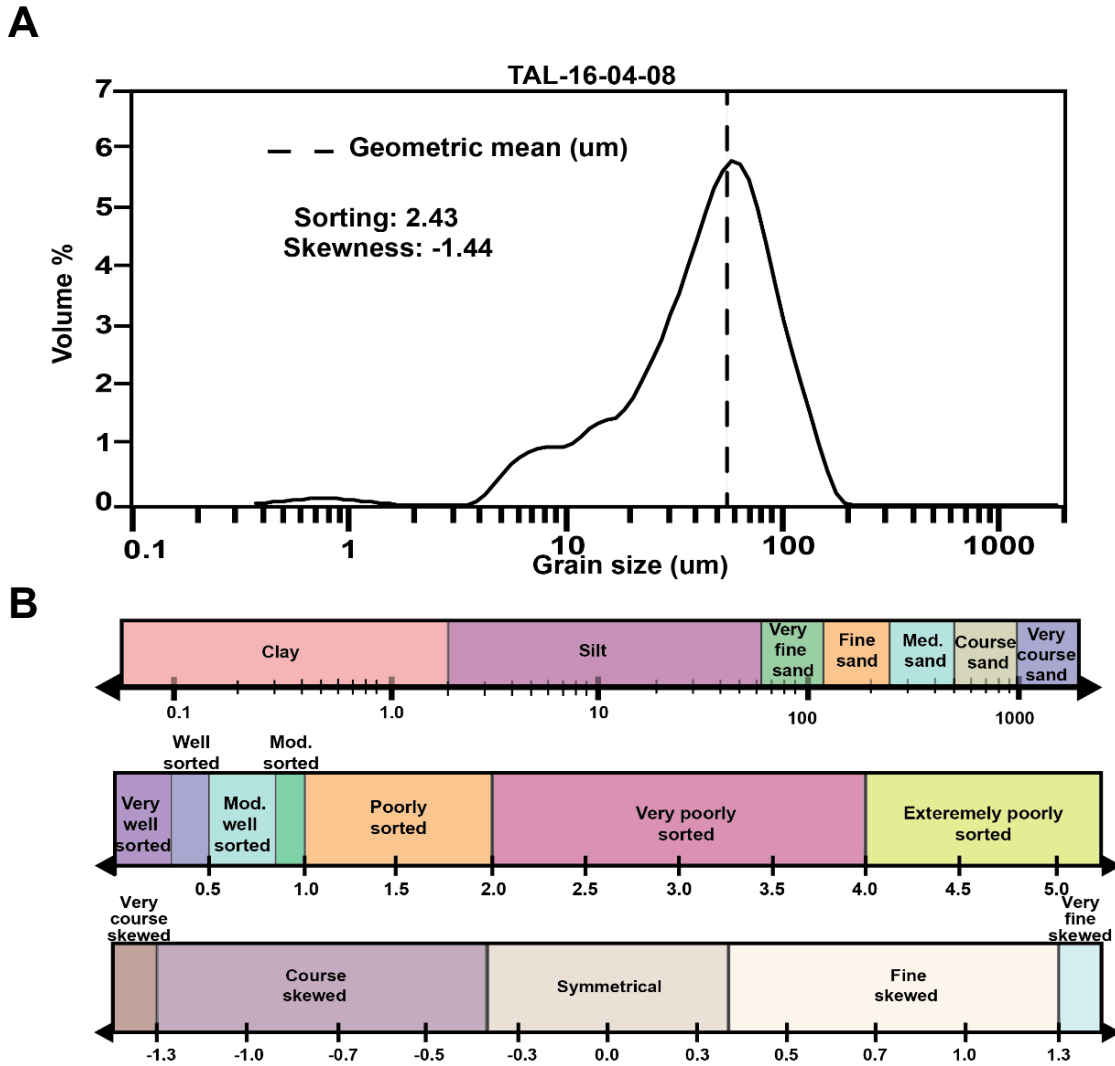 A
TAL-16-04-08
7
6
5
4
3
2
1
0
Volume %
Geometric mean (um)
Sorting: 2.43
Skewness: -1.44
0.1 1 10 100 1000
Grain size (um)
B
Clay
Silt
Very
fine
sand
Fine
sand
Med.
sand
Course
sand
Very
course
sand
0.1 1.0 10 100 1000
Well
sorted
Mod.
sorted
Very
well
sorted
Mod.
well
sorted
Poorly
sorted
Very poorly
sorted
Exteremely poorly
sorted
0.5 1.0 1.5 2.0 2.5 3.0 3.5 4.0 4.5 5.0
Very
course
skewed
Very
fine
skewed
Course
skewed
Symmetrical
Fine
skewed
-1.3 -1.0 -0.7 -0.5 -0.3 0.0 0.3 0.5 0.7 1.0 1.3